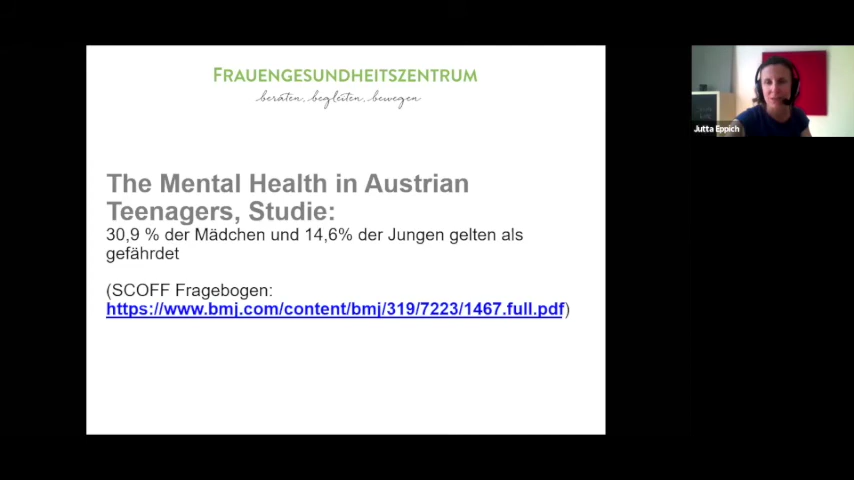 FRAUENGESUNDHEITSZENTRUM
beraten, begleiten, bewegen
The Mental Health in Austrian
Teenagers, Studie:
30,9 % der Mädchen und 14,6% der Jungen gelten als
gefährdet
(SCOFF Fragebogen:
https://www.bmj.com/content/bmj/319/7223/1467.full.pdf)
Jutta Eppich